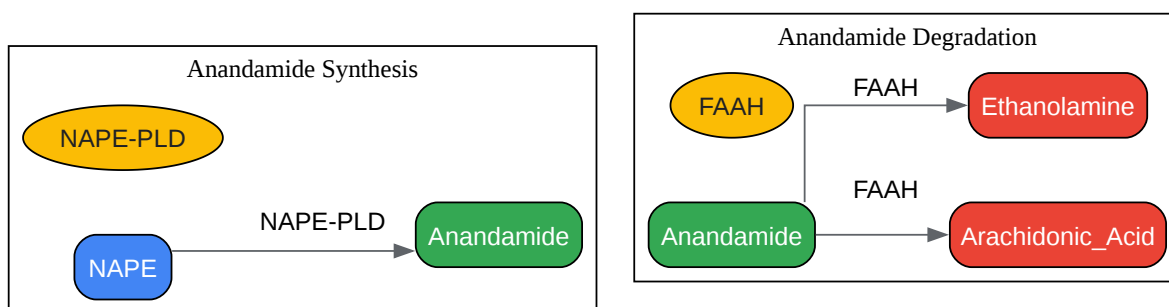 Anandamide Synthesis
NAPE-PLD
NAPE-PLD
NAPE
Anandamide
Anandamide Degradation
FAAH
FAAH
Ethanolamine
FAAH
Anandamide
Arachidonic_Acid